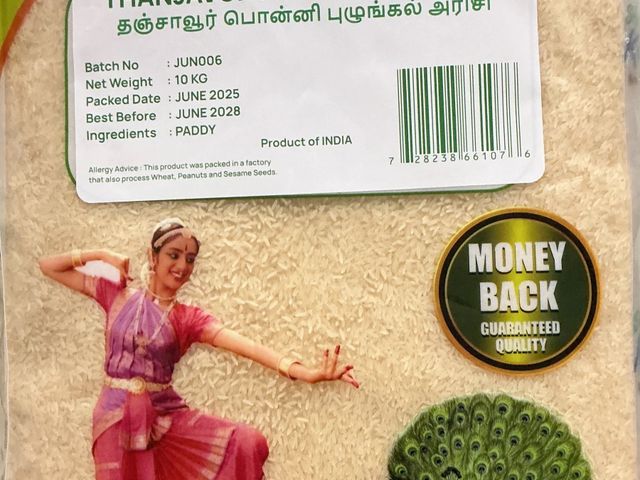 தஞ்சாவூர் பொன்னி புழுங்கல் அரிசி
Batch No : JUN006
Net Weight : 10 KG
Packed Date : JUNE 2025
Best Before : JUNE 2028
Ingredients : PADDY
Product of INDIA
Allergy Advice : This product was packed in a factory
that also process Wheat, Peanuts and Sesame Seeds.
7 28238 66107 6
MONEY
BACK
GUARANTEED
QUALITY